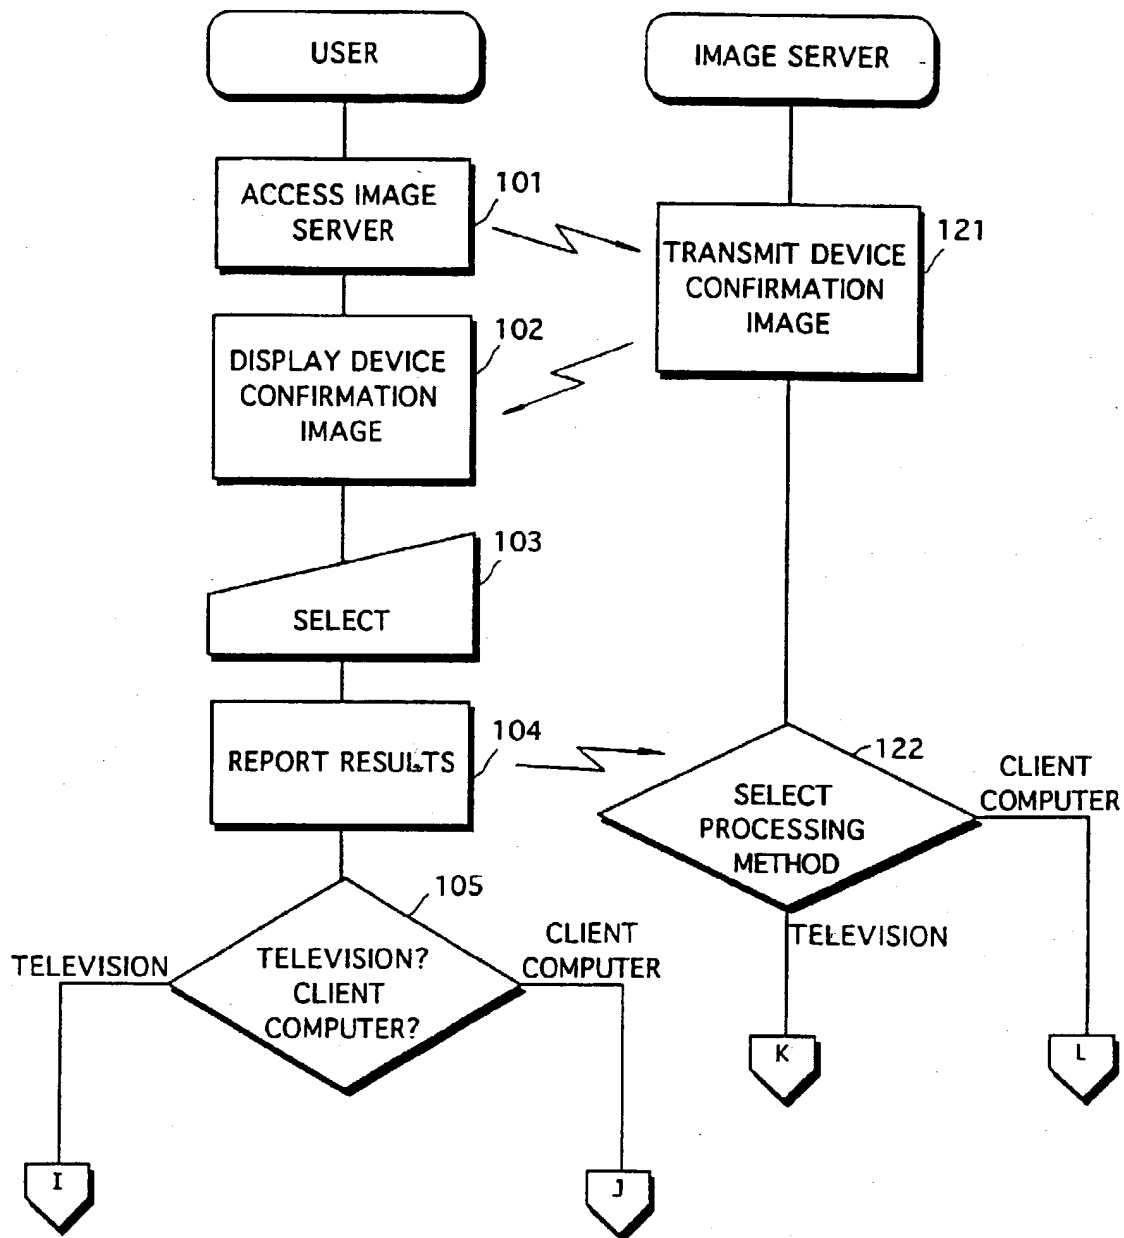 USER
IMAGE SERVER
ACCESS IMAGE
SERVER
101
TRANSMIT DEVICE
CONFIRMATION
IMAGE
121
DISPLAY DEVICE
CONFIRMATION
IMAGE
102
SELECT
103
REPORT RESULTS
104
SELECT
PROCESSING
METHOD
122
CLIENT
COMPUTER
TELEVISION
TELEVISION?
CLIENT
COMPUTER?
105
TELEVISION
CLIENT
COMPUTER
K
L
I
J